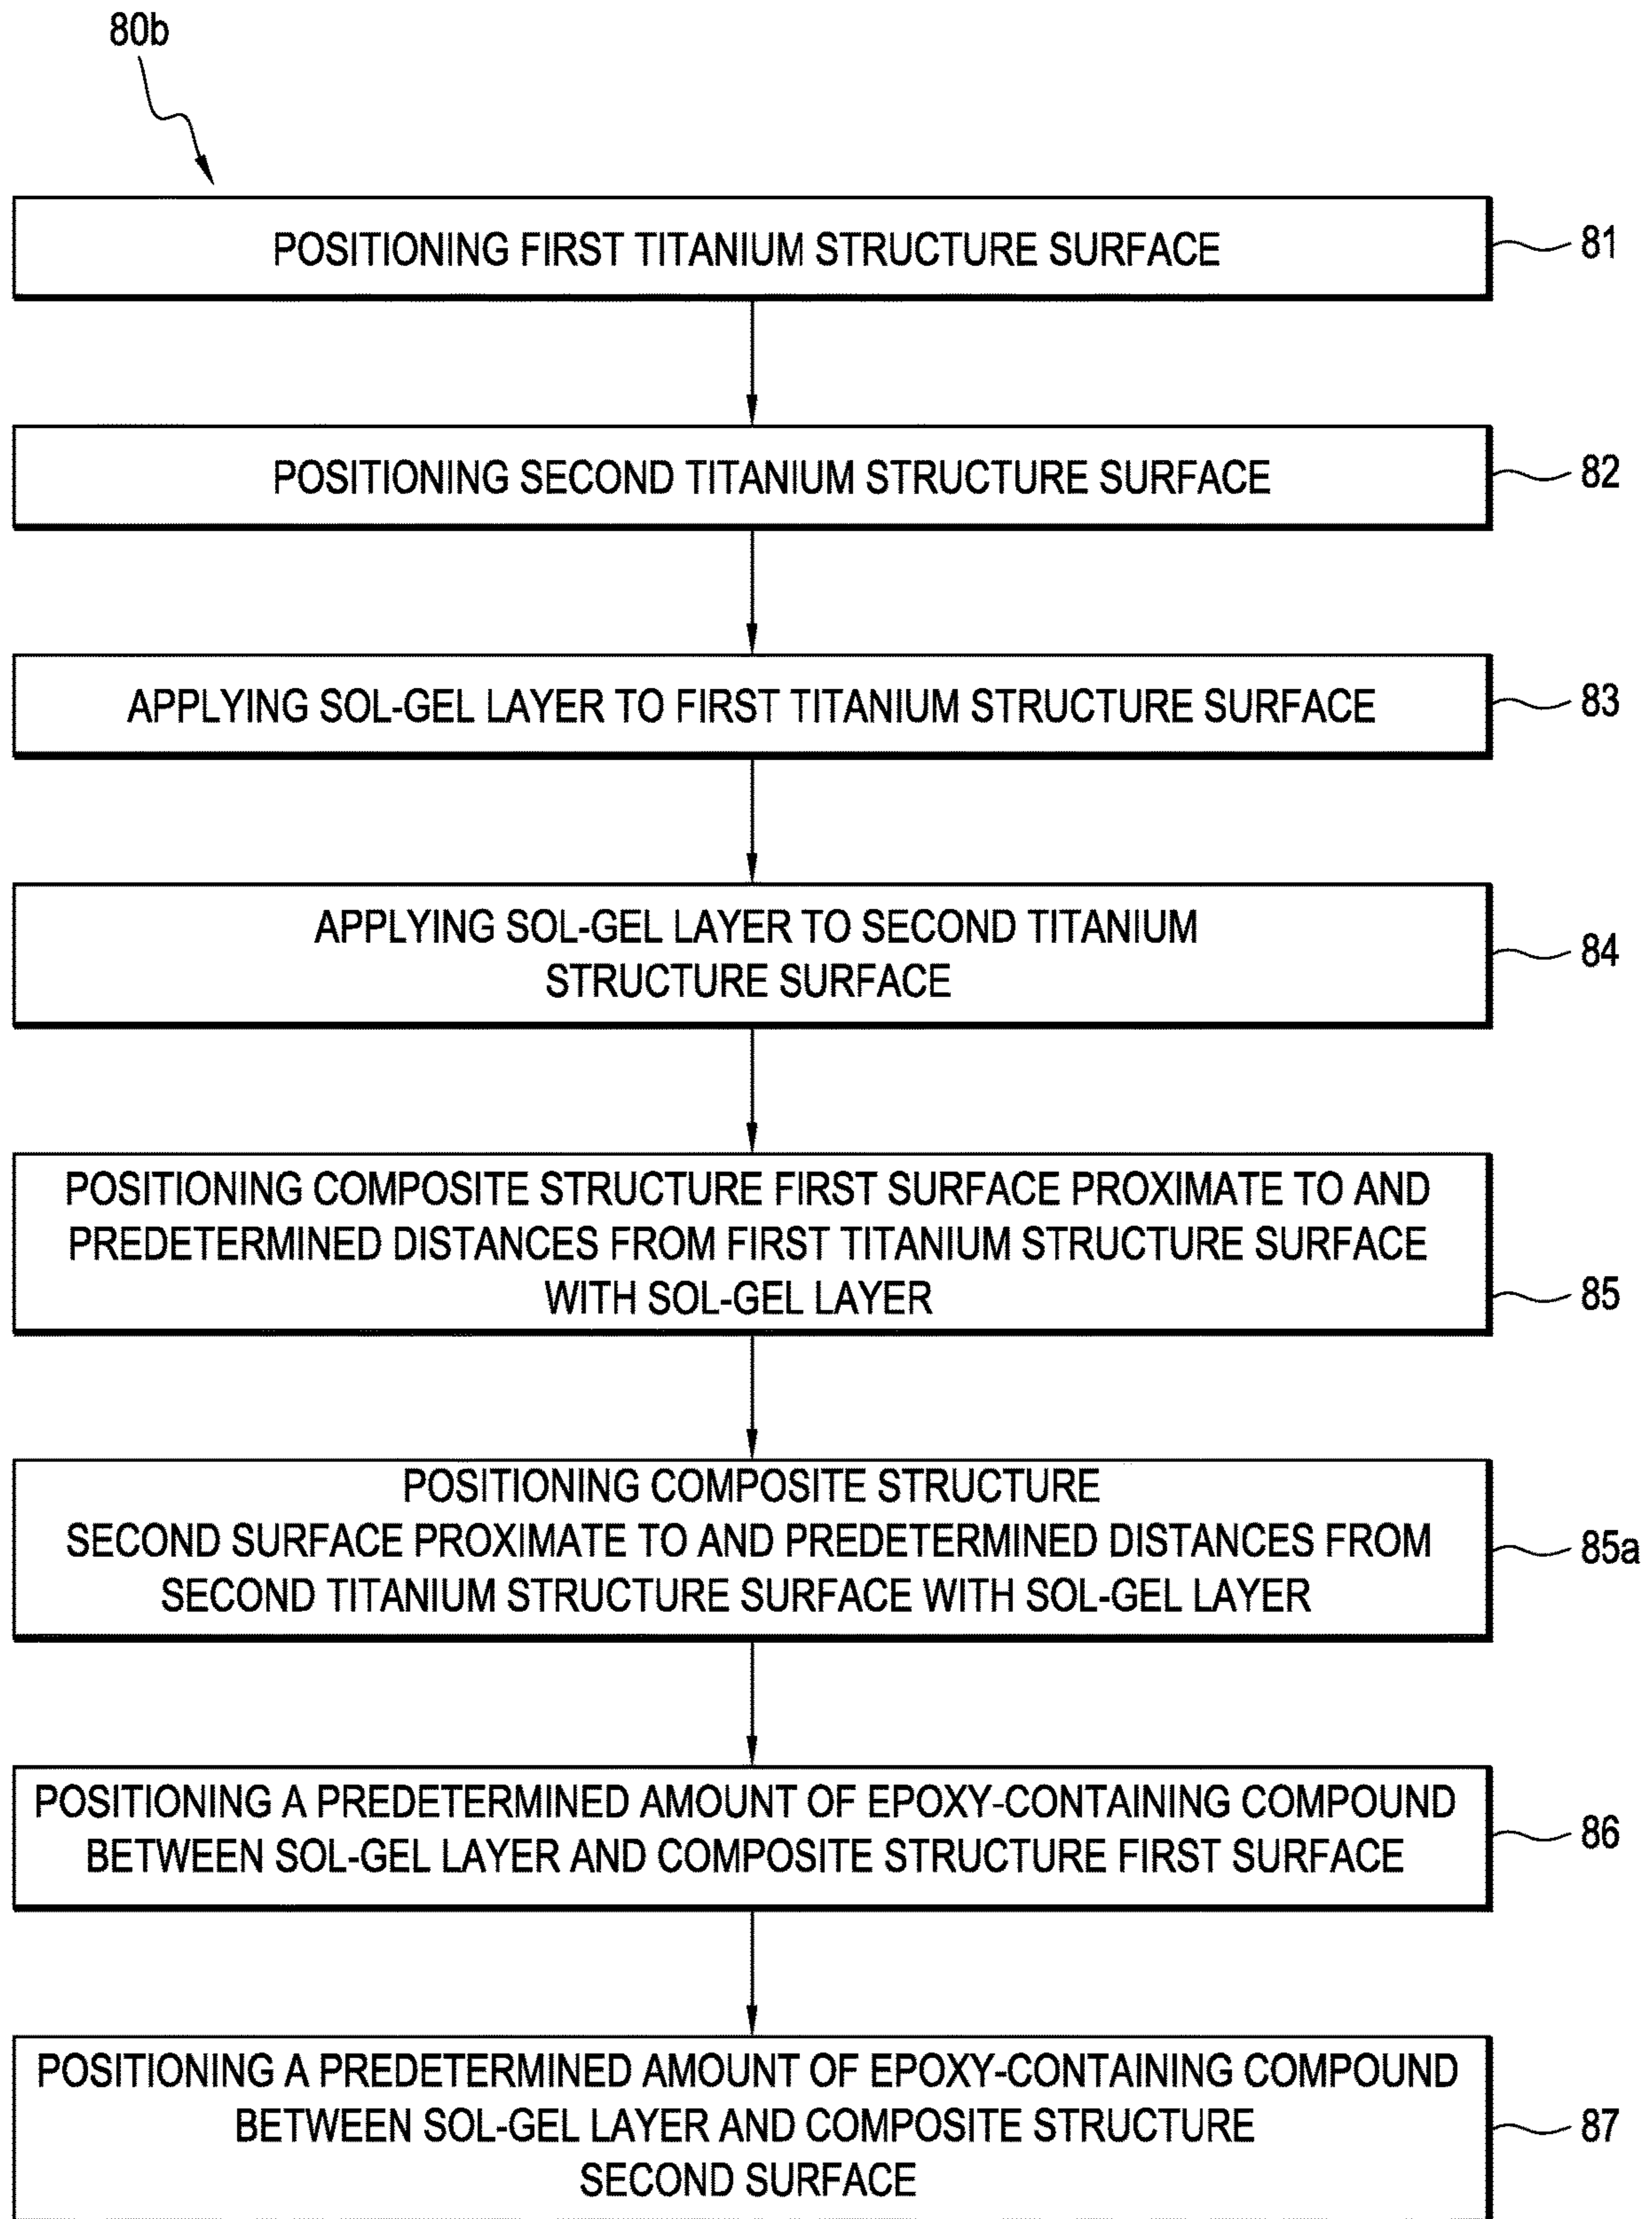 80b
POSITIONING FIRST TITANIUM STRUCTURE SURFACE
81
POSITIONING SECOND TITANIUM STRUCTURE SURFACE
82
APPLYING SOL-GEL LAYER TO FIRST TITANIUM STRUCTURE SURFACE
83
APPLYING SOL-GEL LAYER TO SECOND TITANIUM
STRUCTURE SURFACE
84
POSITIONING COMPOSITE STRUCTURE FIRST SURFACE PROXIMATE TO AND
PREDETERMINED DISTANCES FROM FIRST TITANIUM STRUCTURE SURFACE
WITH SOL-GEL LAYER
85
POSITIONING COMPOSITE STRUCTURE
SECOND SURFACE PROXIMATE TO AND PREDETERMINED DISTANCES FROM
SECOND TITANIUM STRUCTURE SURFACE WITH SOL-GEL LAYER
85a
POSITIONING A PREDETERMINED AMOUNT OF EPOXY-CONTAINING COMPOUND
BETWEEN SOL-GEL LAYER AND COMPOSITE STRUCTURE FIRST SURFACE
86
POSITIONING A PREDETERMINED AMOUNT OF EPOXY-CONTAINING COMPOUND
BETWEEN SOL-GEL LAYER AND COMPOSITE STRUCTURE
SECOND SURFACE
87